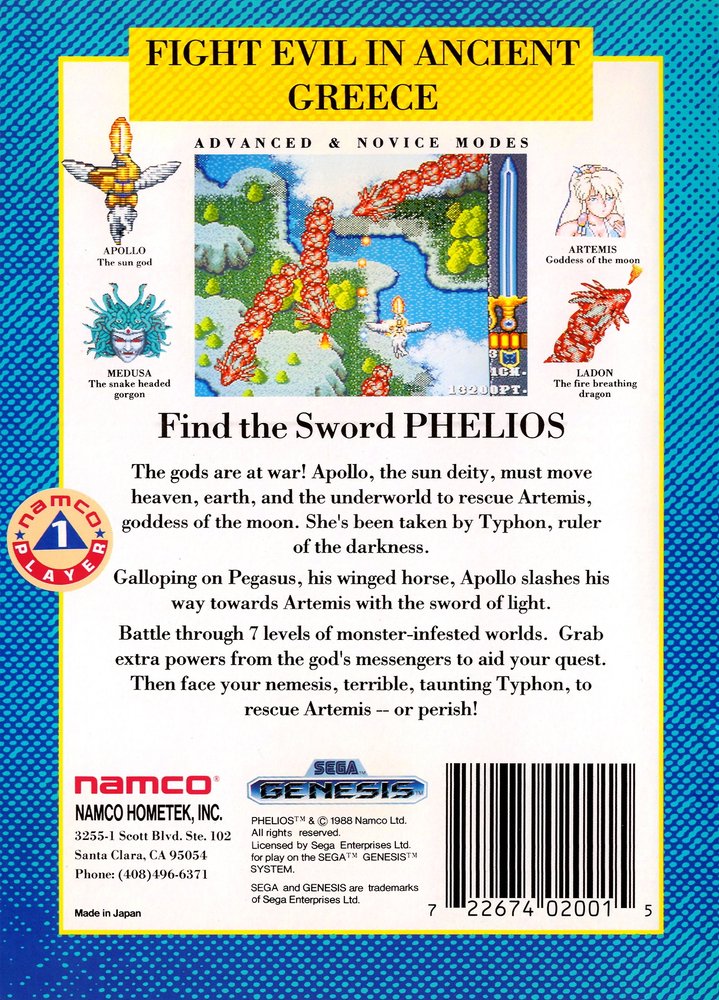 FIGHT EVIL IN ANCIENT
GREECE
ADVANCED & NOVICE MODES
APOLLO
The sun god
ARTEMIS
Goddess of the moon
MEDUSA
The snake headed
gorgon
LADON
The fire breathing
dragon
13200PT.
Find the Sword PHELIOS
The gods are at war! Apollo, the sun deity, must move
heaven, earth, and the underworld to rescue Artemis,
goddess of the moon. She's been taken by Typhon, ruler
of the darkness.
Galloping on Pegasus, his winged horse, Apollo slashes his
way towards Artemis with the sword of light.
Battle through 7 levels of monster-infested worlds. Grab
extra powers from the god's messengers to aid your quest.
Then face your nemesis, terrible, taunting Typhon, to
rescue Artemis -- or perish!
namco
1
PLAYER
namco®
NAMCO HOMETEK, INC.
3255-1 Scott Blvd. Ste. 102
Santa Clara, CA 95054
Phone: (408)496-6371
Made in Japan
SEGA™
GENESIS
PHELIOS™ & © 1988 Namco Ltd.
All rights reserved.
Licensed by Sega Enterprises Ltd.
for play on the SEGA™ GENESIS™
SYSTEM.
SEGA and GENESIS are trademarks
of Sega Enterprises Ltd.
7 22674 02001 5